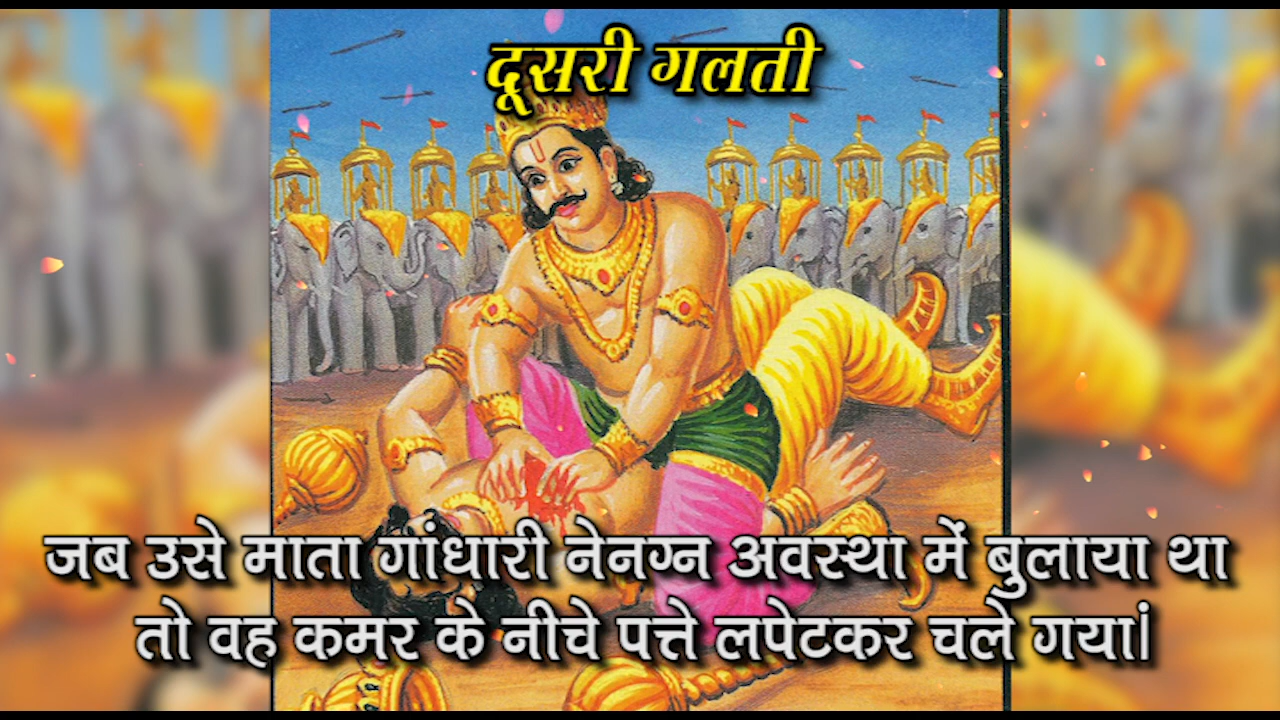 दूसरी गलती
जब उसे माता गांधारी नेनग्न अवस्था में बुलाया था
तो वह कमर के नीचे पत्ते लपेटकर चले गया।